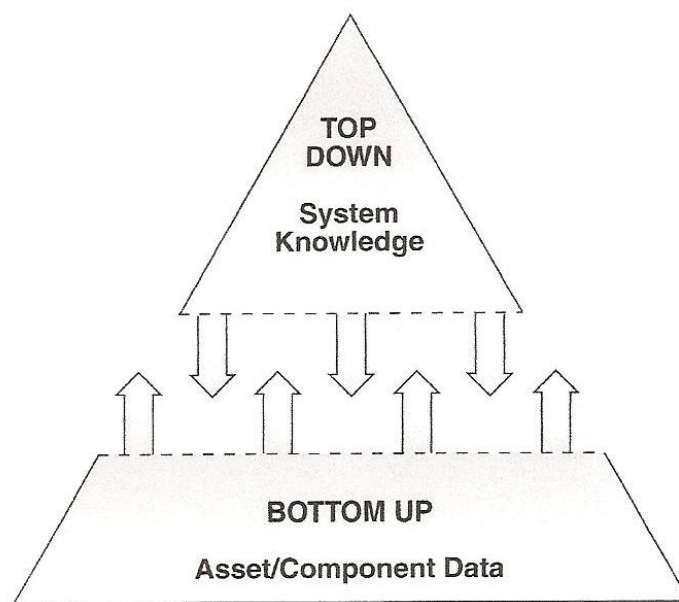 TOP
DOWN
System
Knowledge
BOTTOM UP
Asset/Component Data